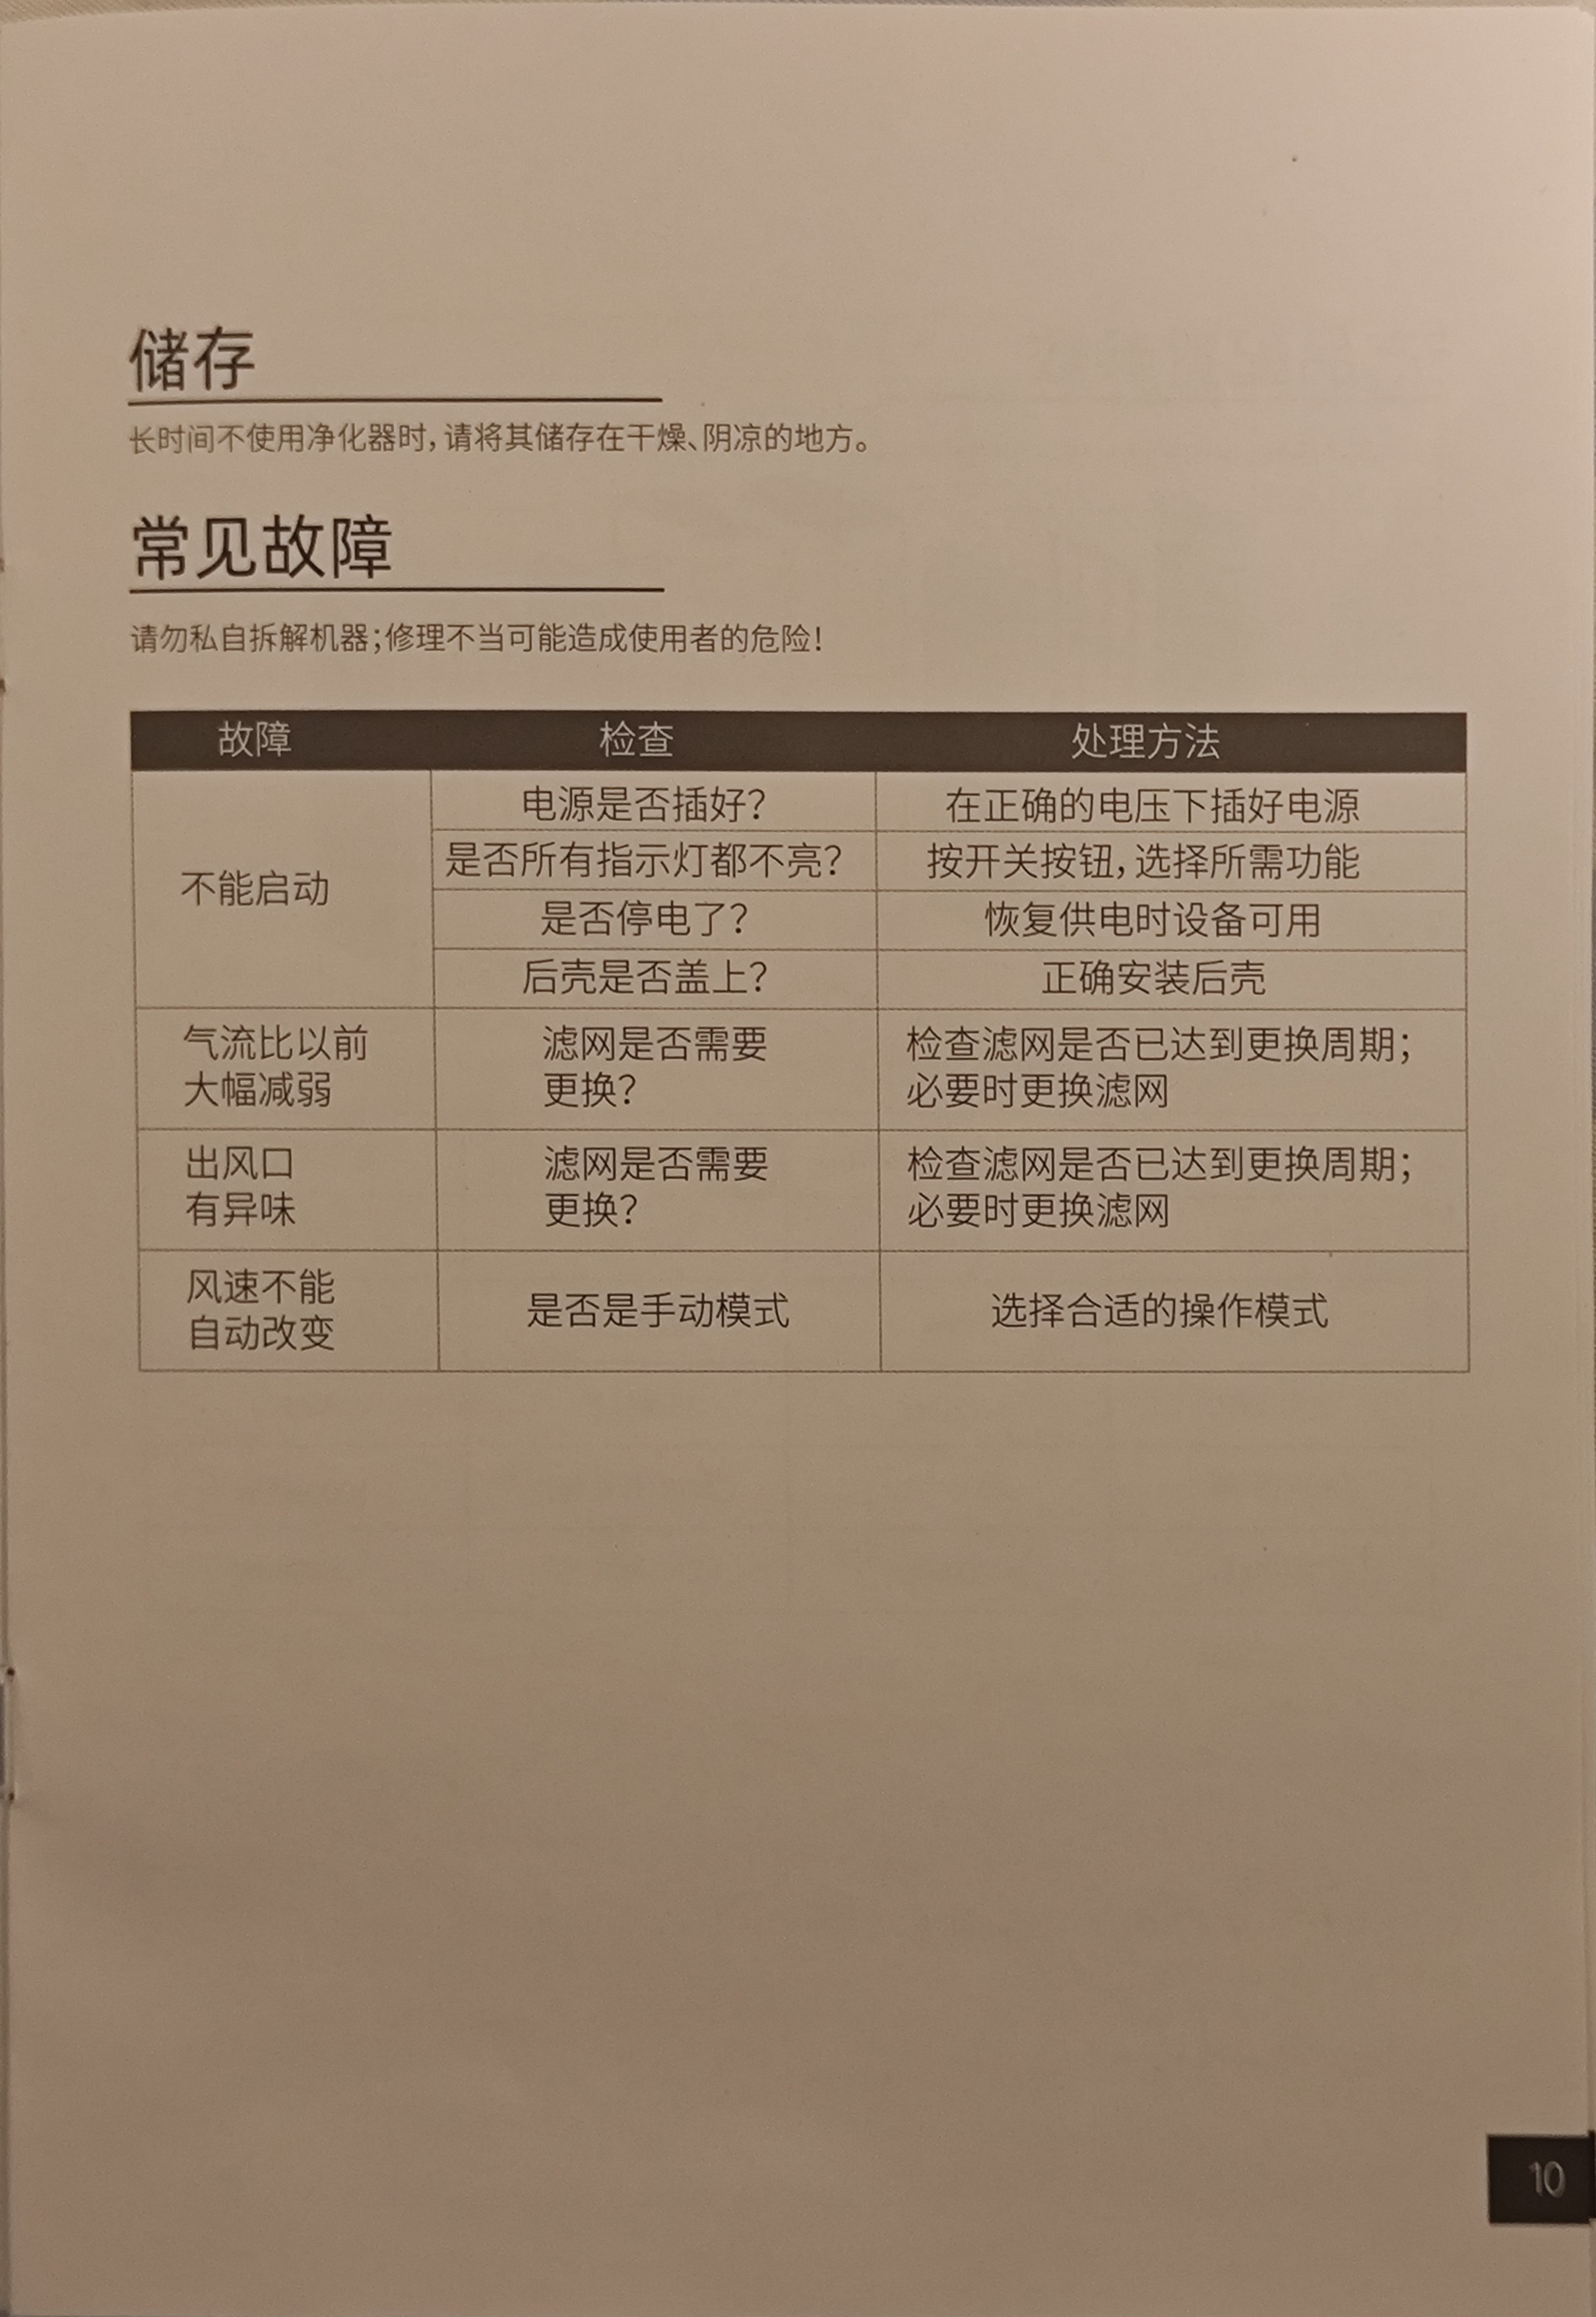 储存
长时间不使用净化器时，请将其储存在干燥、阴凉的地方。
常见故障
请勿私自拆解机器；修理不当可能造成使用者的危险！
故障 检查 处理方法
不能启动
电源是否插好？ 在正确的电压下插好电源
是否所有指示灯都不亮？ 按开关按钮，选择所需功能
是否停电了？ 恢复供电时设备可用
后壳是否盖上？ 正确安装后壳
气流比以前
大幅减弱
滤网是否需要
更换？
检查滤网是否已达到更换周期；
必要时更换滤网
出风口
有异味
滤网是否需要
更换？
检查滤网是否已达到更换周期；
必要时更换滤网
风速不能
自动改变
是否是手动模式
选择合适的操作模式
10